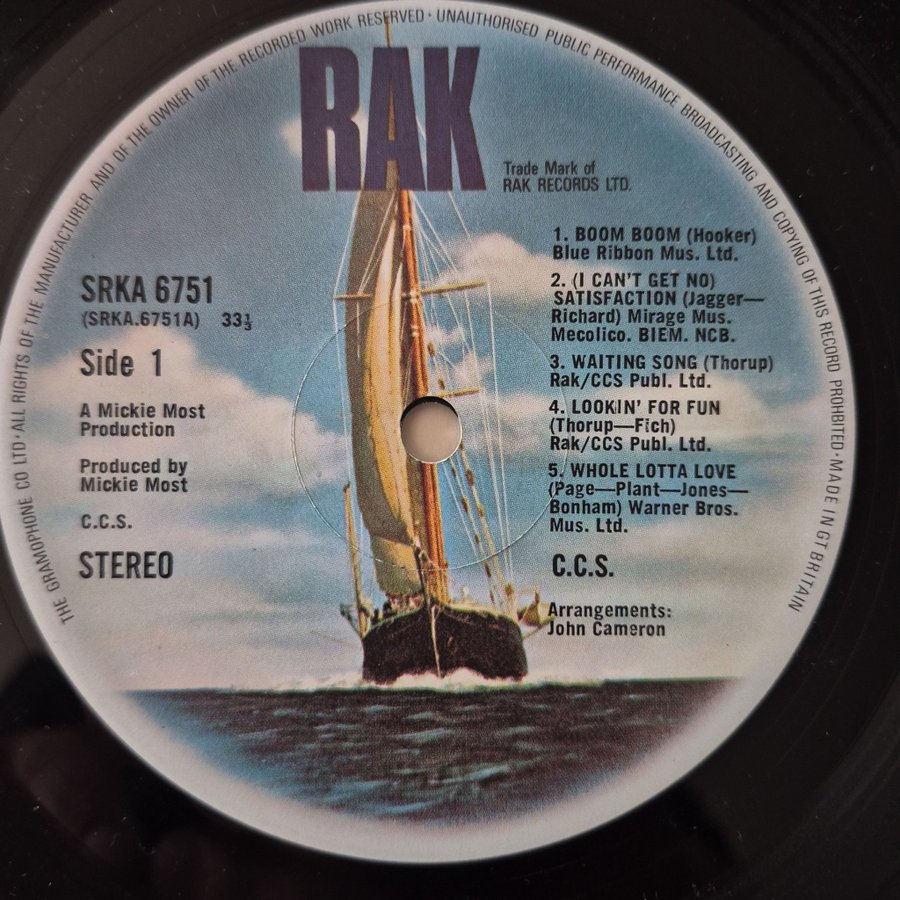 THE GRAMOPHONE CO LTD · ALL RIGHTS OF THE MANUFACTURER AND OF THE OWNER OF THE RECORDED WORK RESERVED · UNAUTHORISED PUBLIC PERFORMANCE BROADCASTING AND COPYING OF THIS RECORD PROHIBITED · MADE IN GT BRITAIN
RAK
Trade Mark of
RAK RECORDS LTD.
SRKA 6751
(SRKA.6751A) 33⅓
Side 1
A Mickie Most
Production
Produced by
Mickie Most
C.C.S.
STEREO
1. BOOM BOOM (Hooker)
Blue Ribbon Mus. Ltd.
2. (I CAN'T GET NO)
SATISFACTION (Jagger—
Richard) Mirage Mus.
Mecolico. BIEM. NCB.
3. WAITING SONG (Thorup)
Rak/CCS Publ. Ltd.
4. LOOKIN' FOR FUN
(Thorup—Fich)
Rak/CCS Publ. Ltd.
5. WHOLE LOTTA LOVE
(Page—Plant—Jones—
Bonham) Warner Bros.
Mus. Ltd.
C.C.S.
Arrangements:
John Cameron